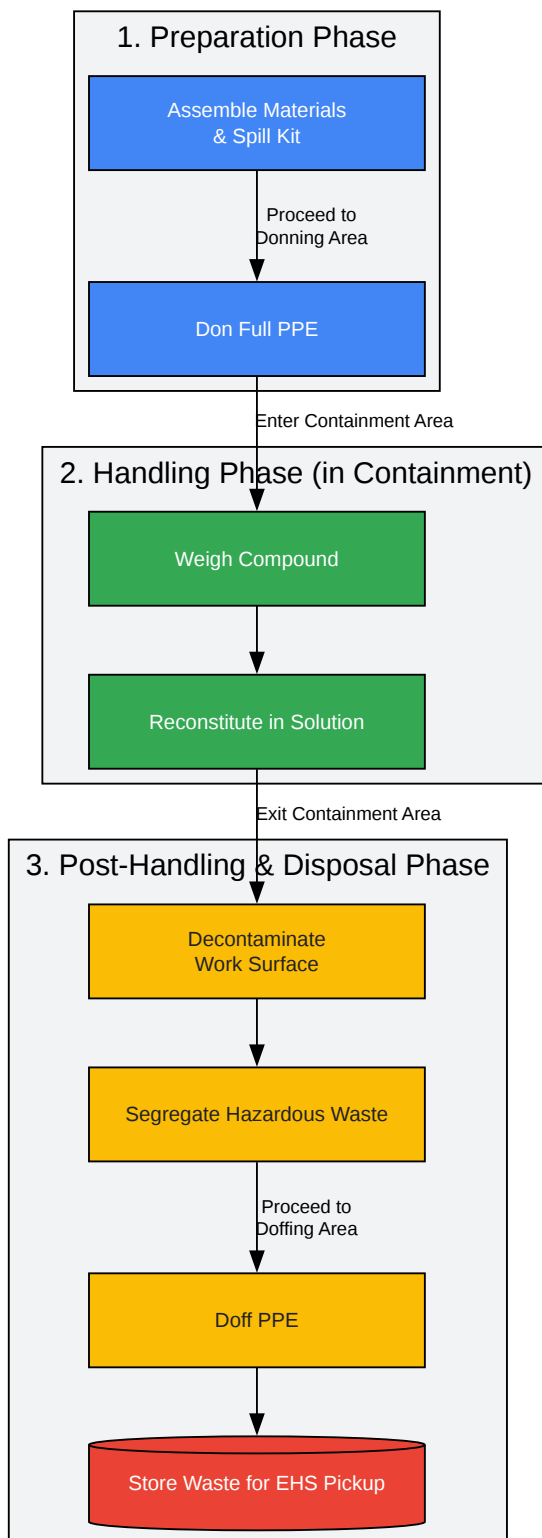 1. Preparation Phase
Assemble Materials
& Spill Kit
Proceed to
Donning Area
Don Full PPE
Enter Containment Area
2. Handling Phase (in Containment)
Weigh Compound
Reconstitute in Solution
Exit Containment Area
3. Post-Handling & Disposal Phase
Decontaminate
Work Surface
Segregate Hazardous Waste
Proceed to
Doffing Area
Doff PPE
Store Waste for EHS Pickup